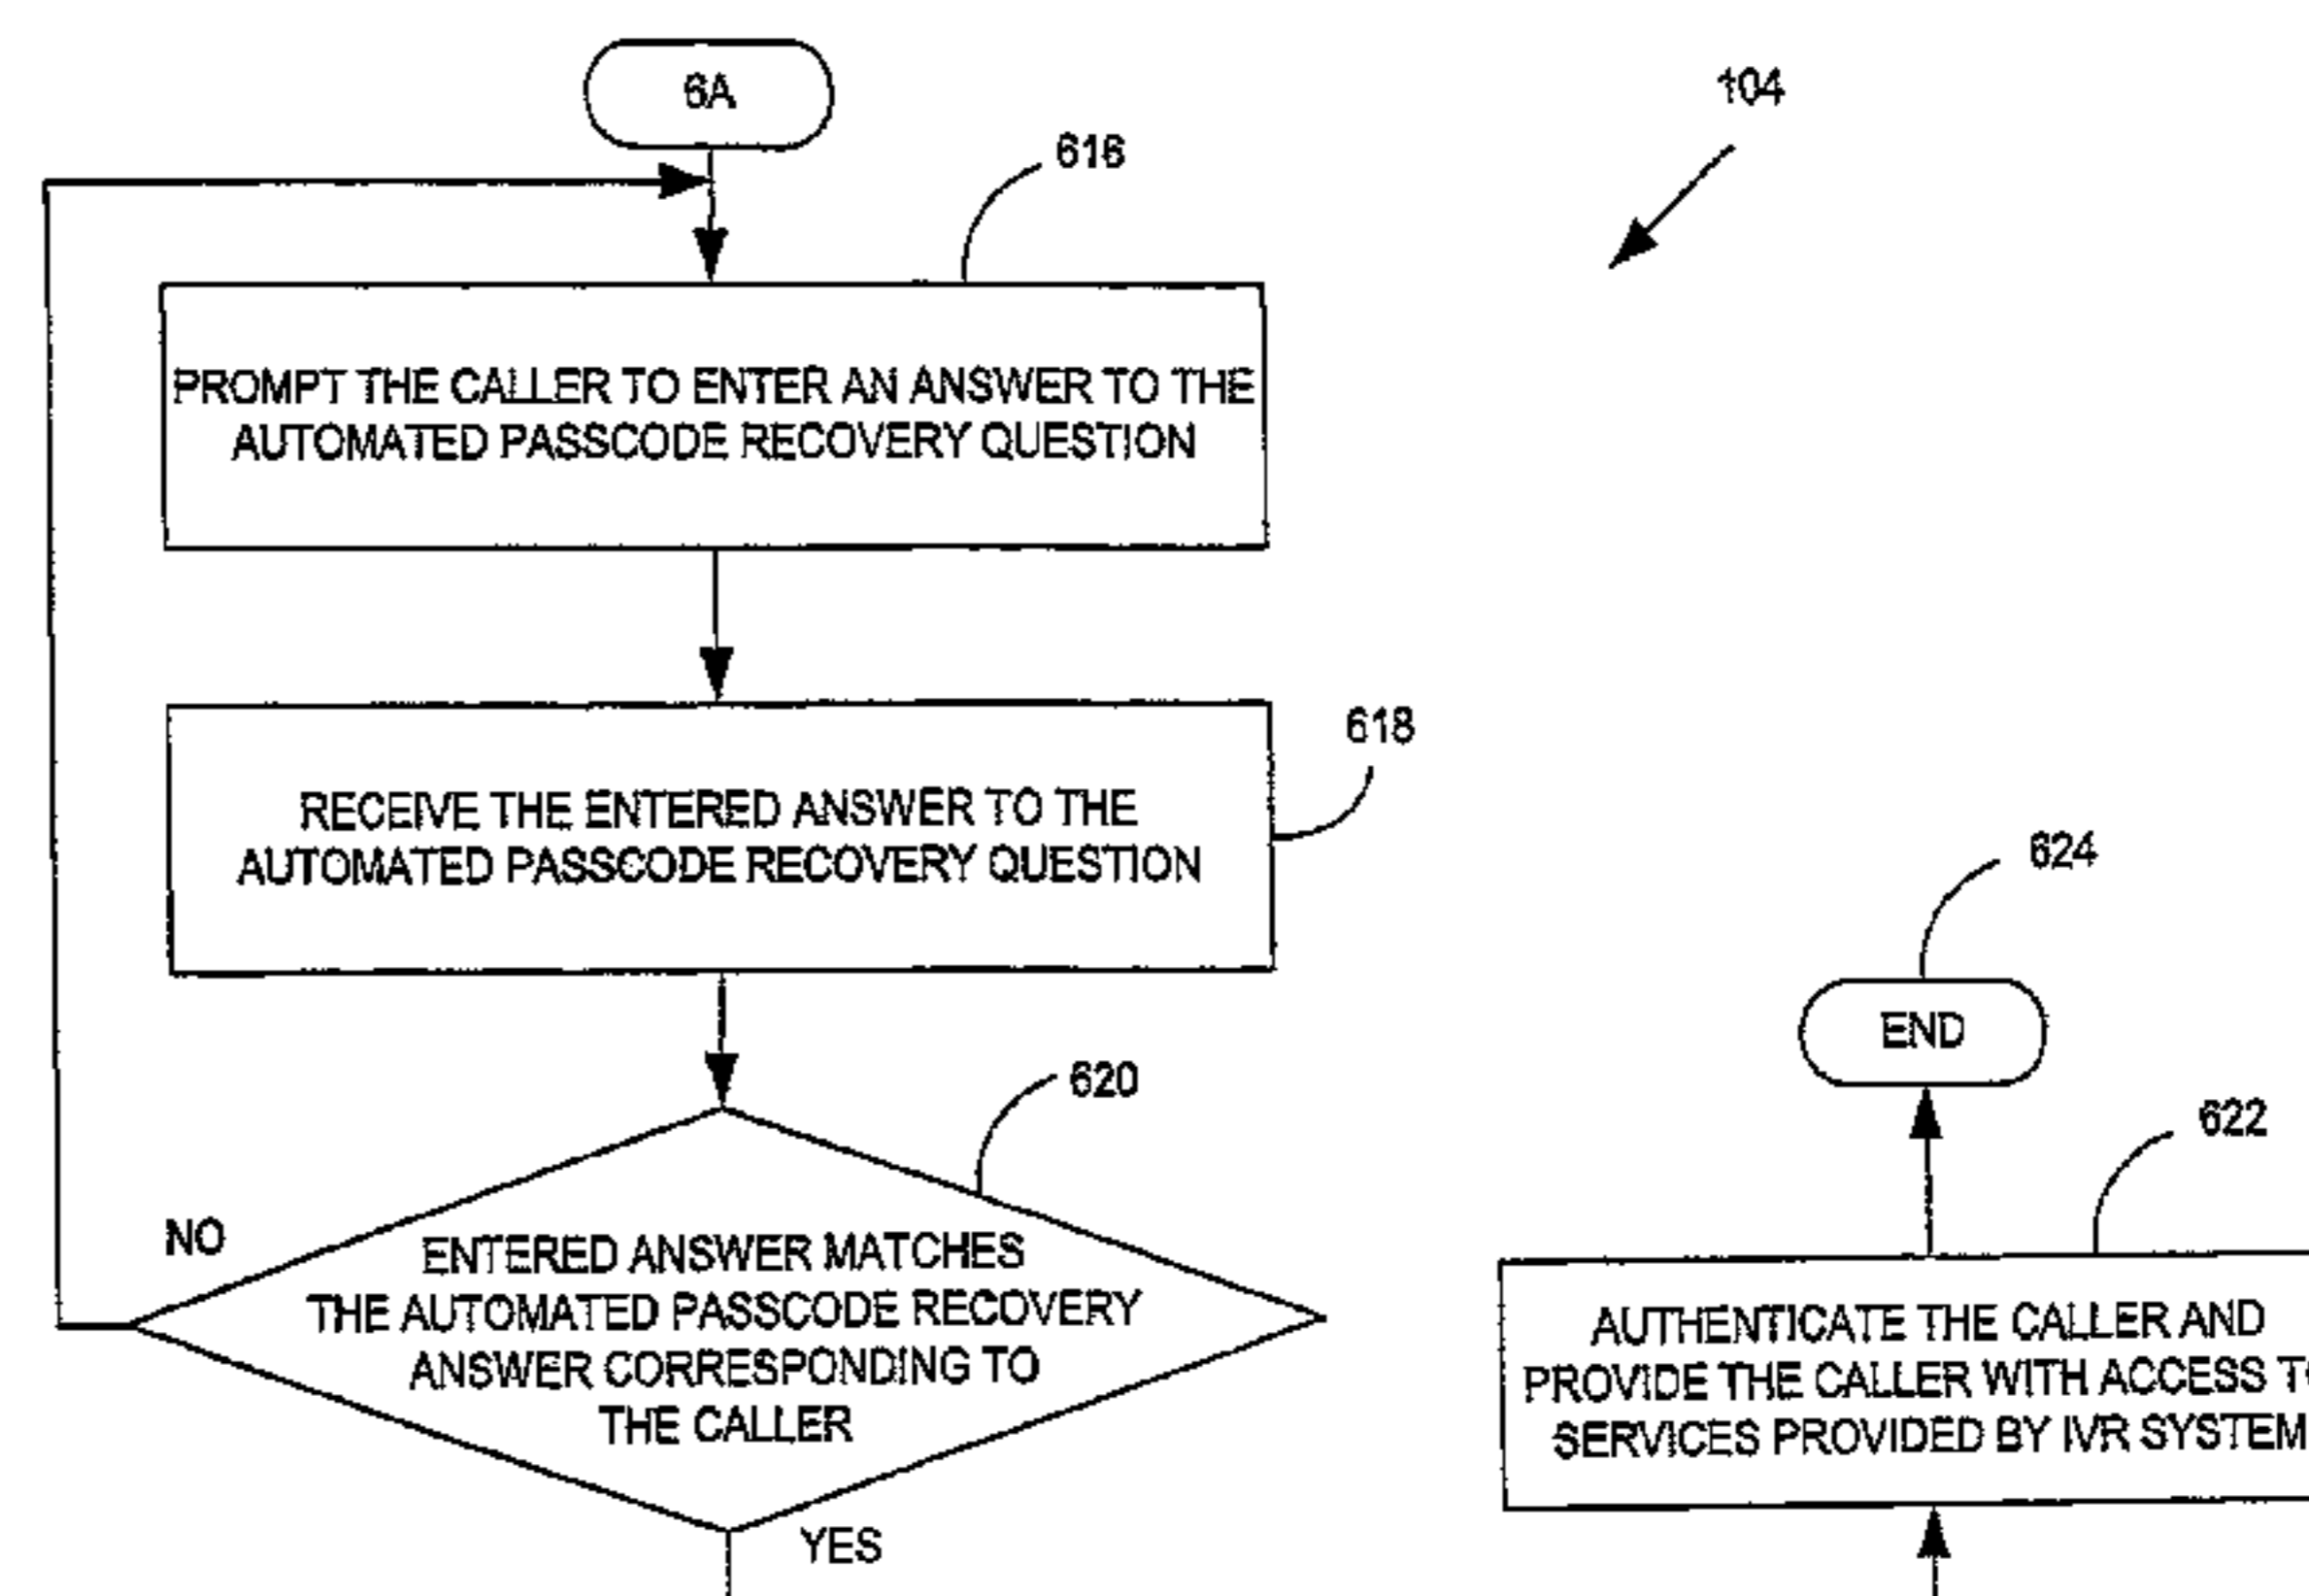 6A
104
616
PROMPT THE CALLER TO ENTER AN ANSWER TO THE
AUTOMATED PASSCODE RECOVERY QUESTION
618
RECEIVE THE ENTERED ANSWER TO THE
AUTOMATED PASSCODE RECOVERY QUESTION
624
END
620
622
NO
ENTERED ANSWER MATCHES
THE AUTOMATED PASSCODE RECOVERY
ANSWER CORRESPONDING TO
THE CALLER
YES
AUTHENTICATE THE CALLER AND
PROVIDE THE CALLER WITH ACCESS TO
SERVICES PROVIDED BY IVR SYSTEM